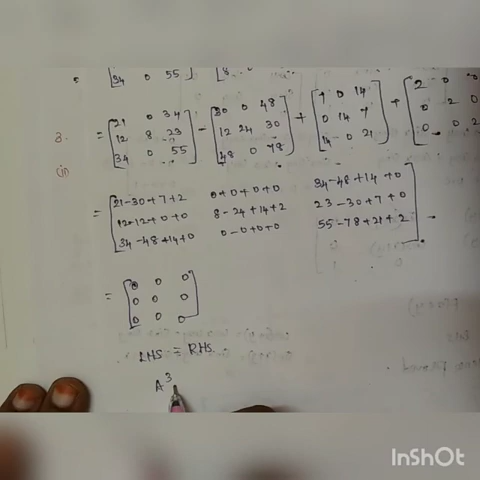 34 0 55 8 0
3. = [21 0 34 - [30 0 48 + [7 0 14 + [2 0 0
(ii) 12 8 23 12 24 30 0 14 7 0 2 0
34 0 55] 48 0 78] 14 0 21] 0 0 2
= [21-30+7+2 0+0+0+0 34-48+14+0
12-12+0+0 8-24+14+2 23-30+7+0
34-48+14+0 0-0+0+0 55-78+21+2].
= [0 0 0
0 0 0
0 0 0]
LHS = RHS.
A³
InShOt